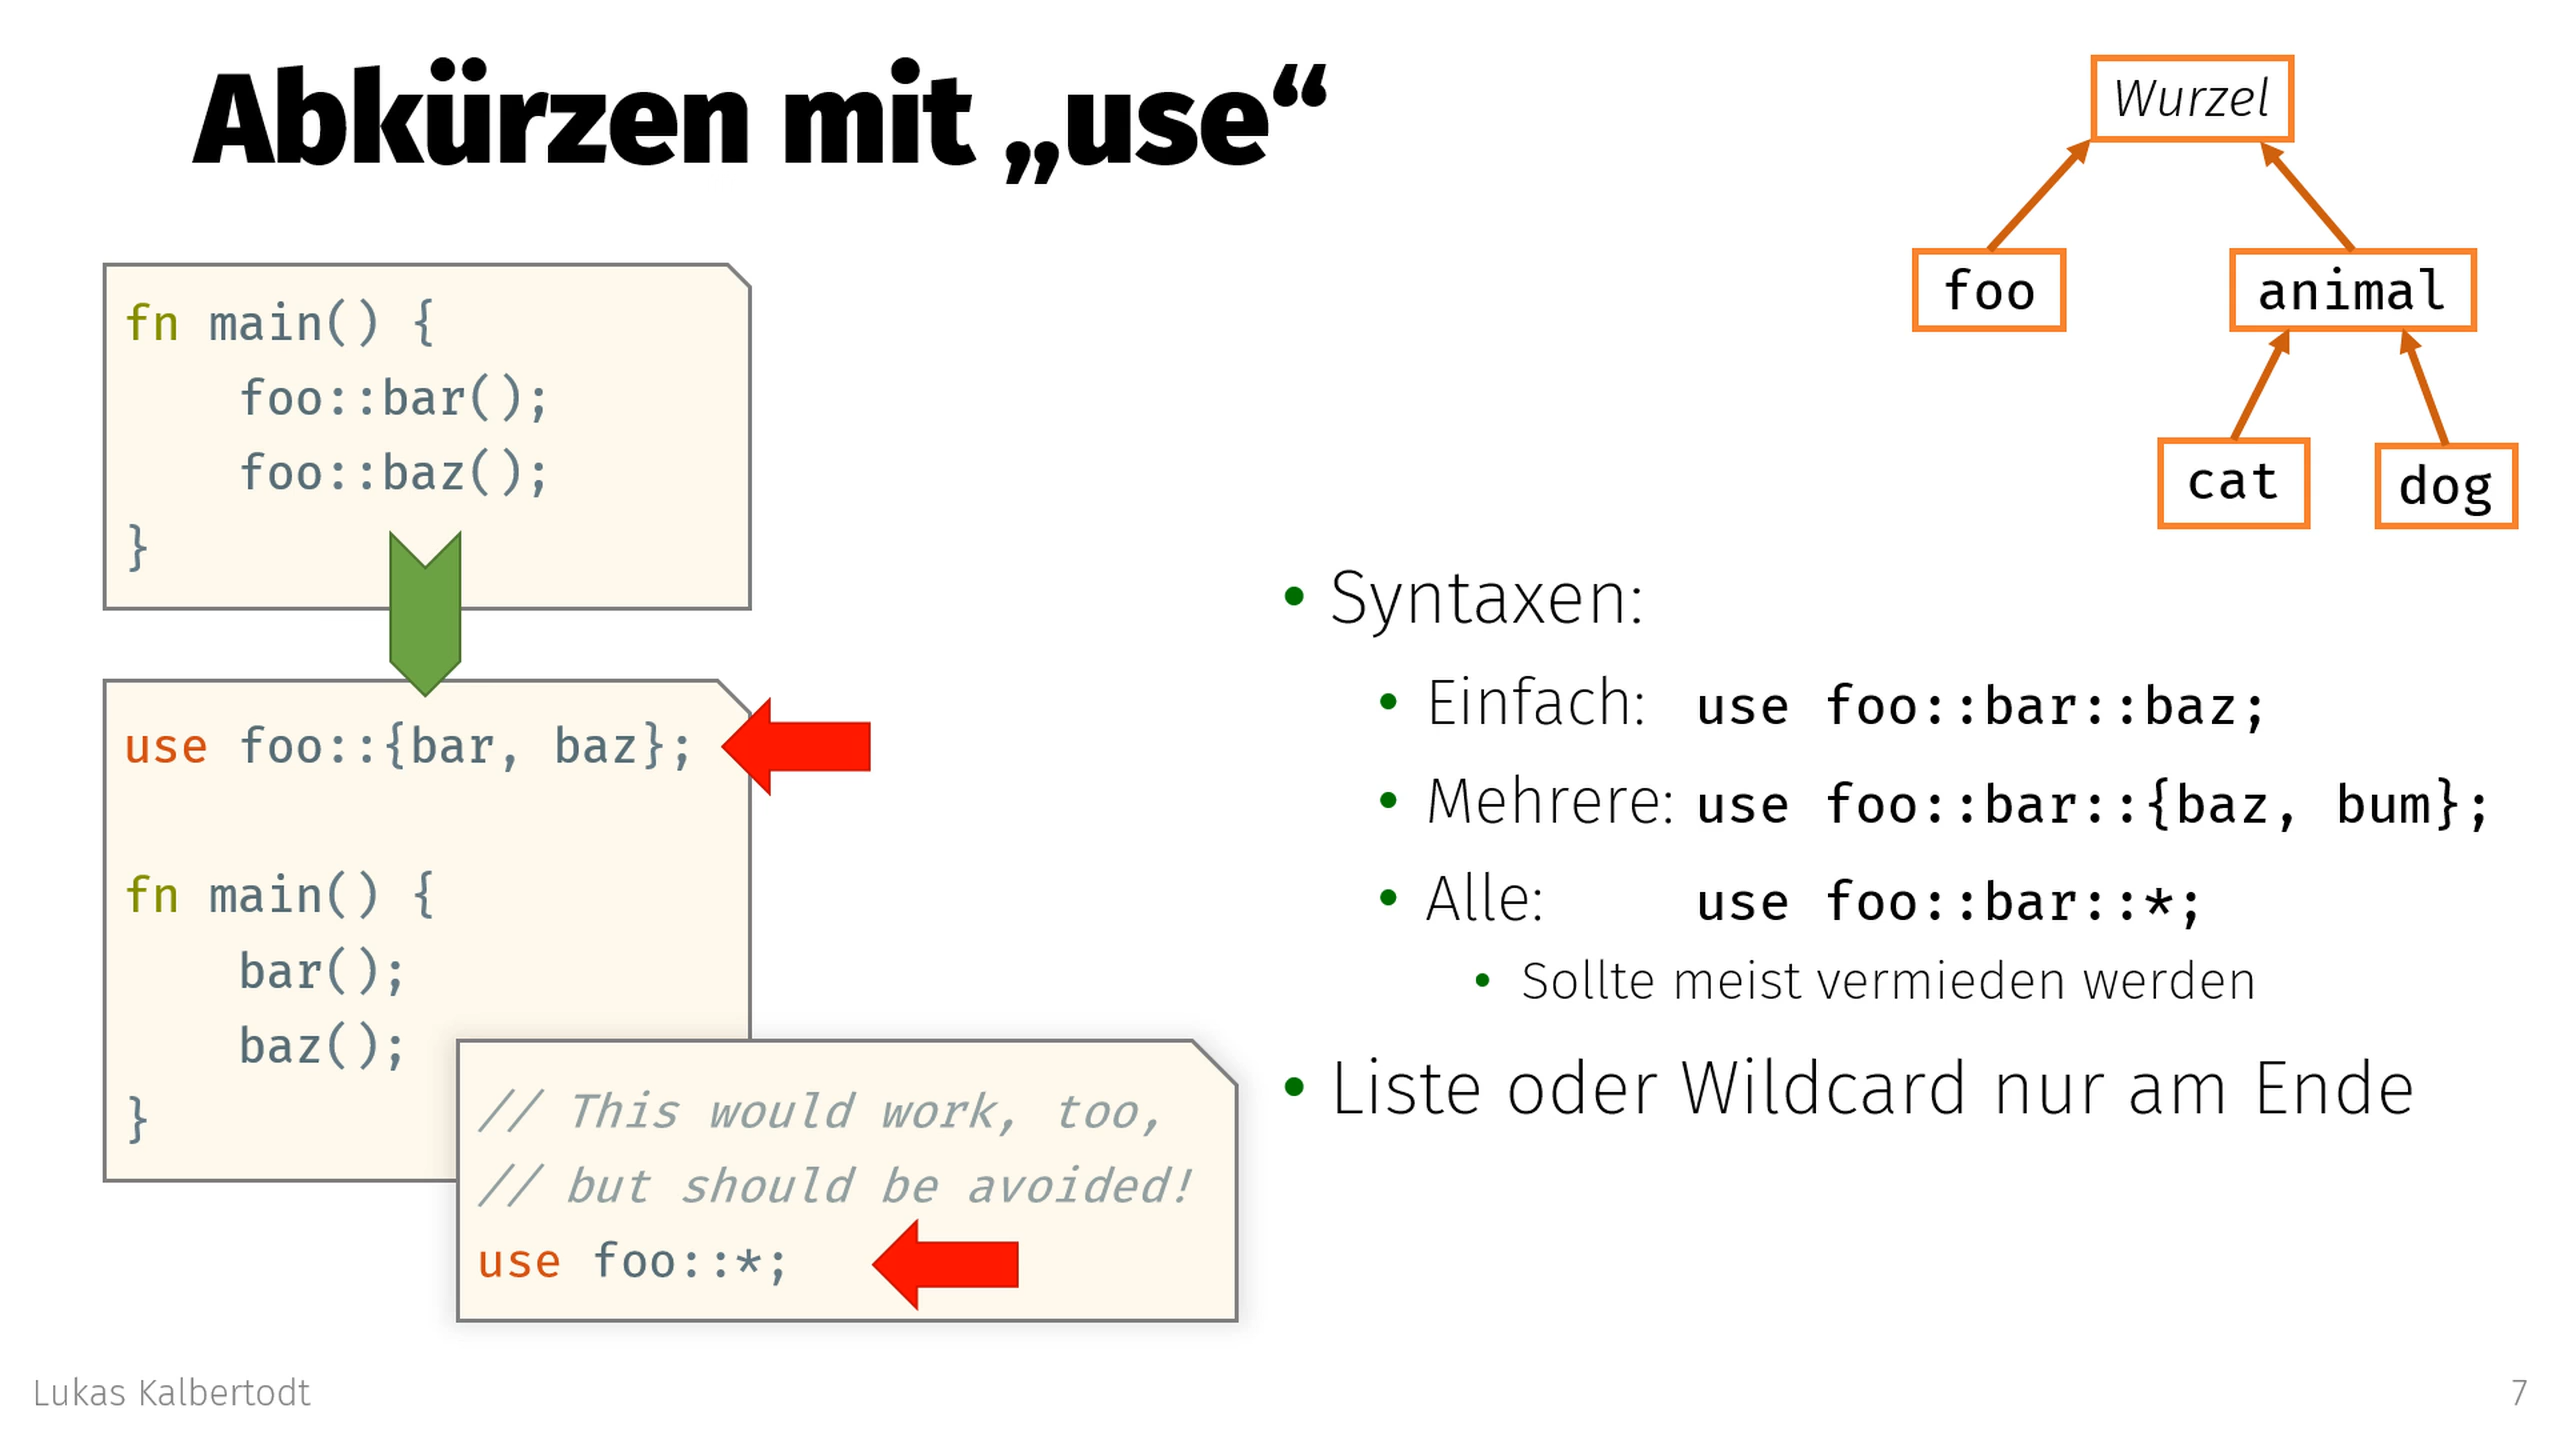 Abkürzen mit „use“
Wurzel
foo
animal
cat
dog
fn main() {
    foo::bar();
    foo::baz();
}
use foo::{bar, baz};
fn main() {
    bar();
    baz();
}
// This would work, too,
// but should be avoided!
use foo::*;
• Syntaxen:
• Einfach: use foo::bar::baz;
• Mehrere: use foo::bar::{baz, bum};
• Alle: use foo::bar::*;
• Sollte meist vermieden werden
• Liste oder Wildcard nur am Ende
Lukas Kalbertodt
7